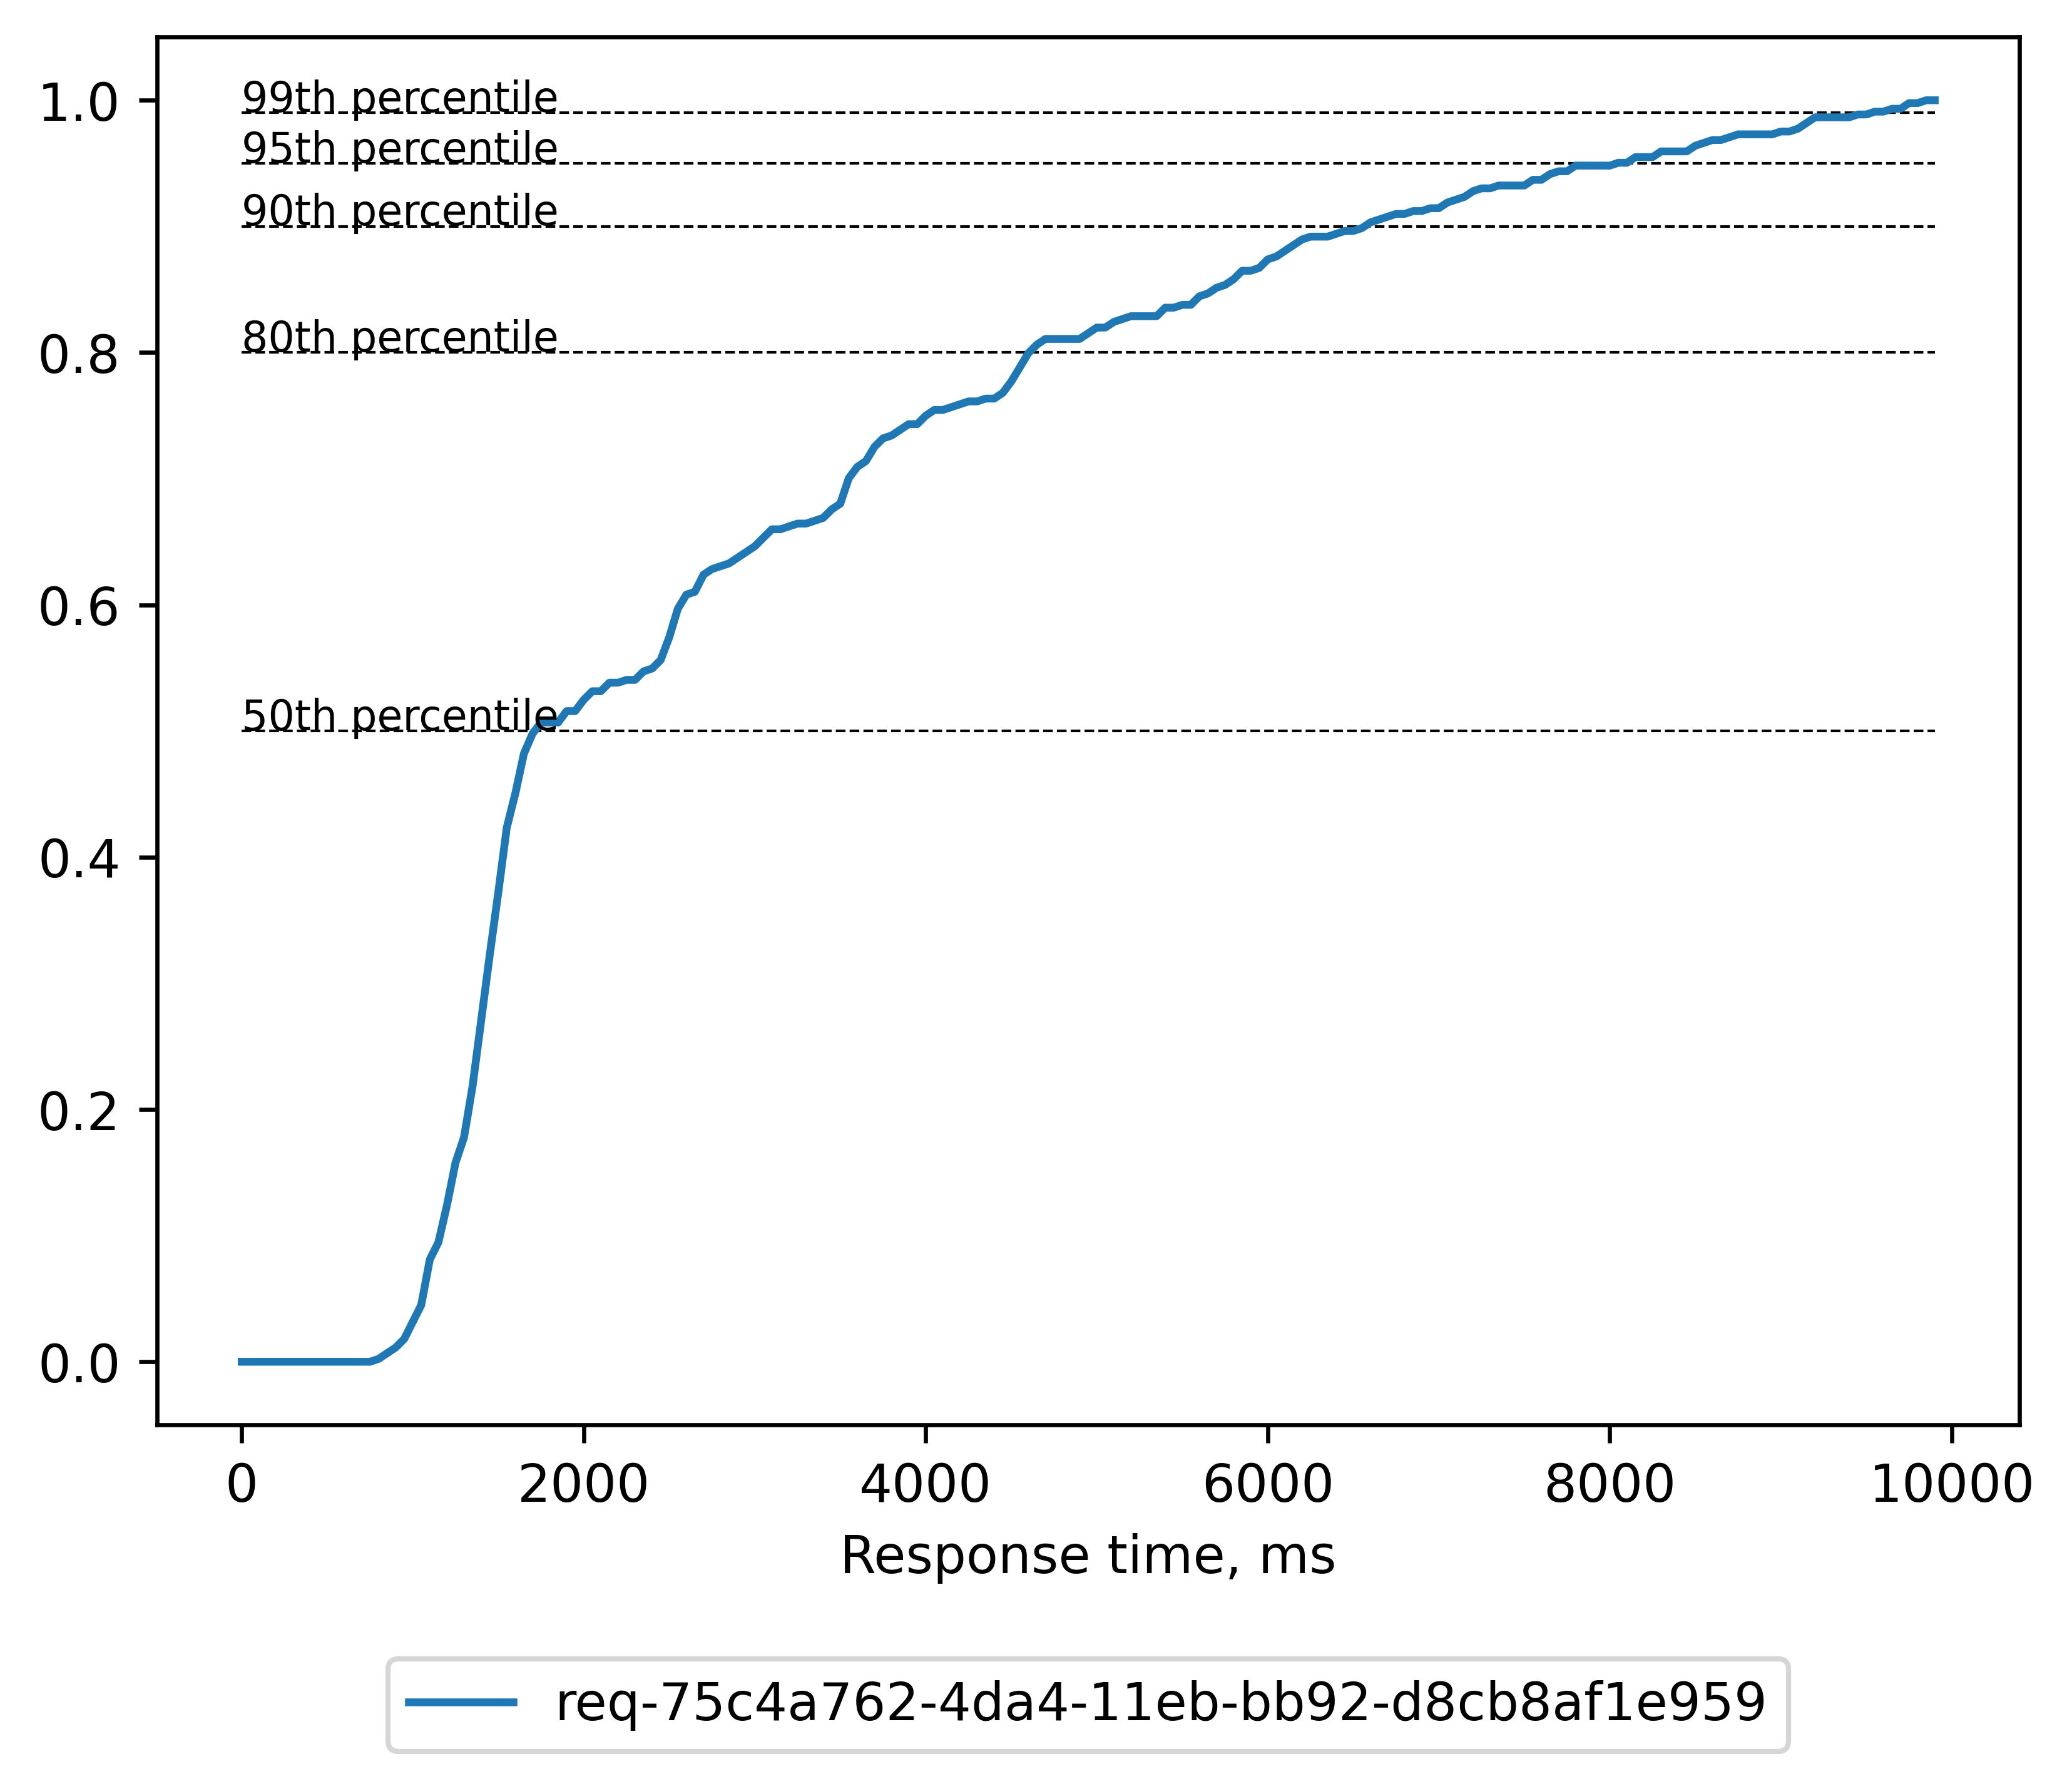 1.0
99th percentile
95th percentile
90th percentile
0.8
80th percentile
0.6
50th percentile
0.4
0.2
0.0
0 2000 4000 6000 8000 10000
Response time, ms
req-75c4a762-4da4-11eb-bb92-d8cb8af1e959